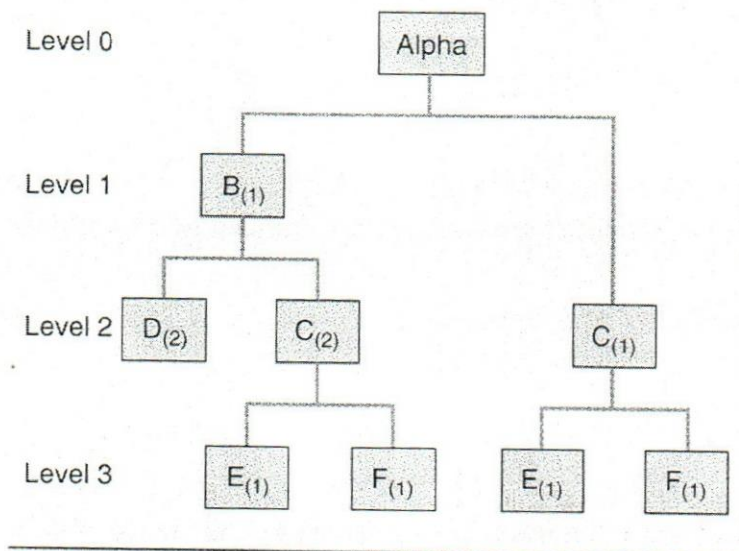 Level 0 Alpha
Level 1 B(1)
Level 2 D(2) C(2) C(1)
Level 3 E(1) F(1) E(1) F(1)